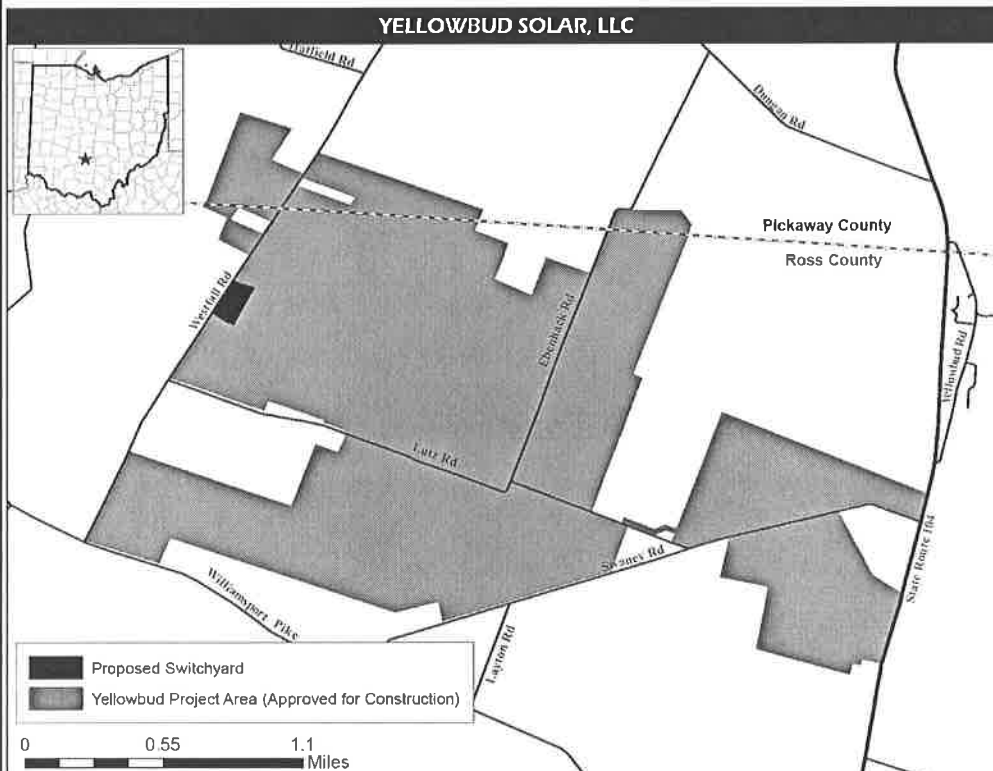 YELLOWBUD SOLAR, LLC
Hatfield Rd
Dungan Rd
Pickaway County
Ross County
Westfall Rd
Ebenhack Rd
Yellowbud Rd
Lutz Rd
State Route 104
Swaney Rd
Williamsport Pike
Layton Rd
Proposed Switchyard
Yellowbud Project Area (Approved for Construction)
0 0.55 1.1
Miles